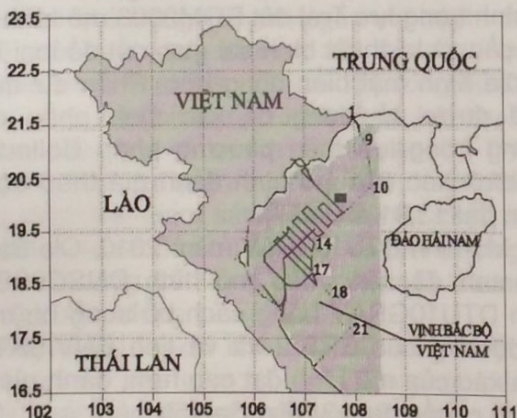 23.5
22.5
21.5
20.5
19.5
18.5
17.5
16.5
102 103 104 105 106 107 108 109 110 111
TRUNG QUỐC
VIỆT NAM
1
9
10
LÀO
ĐẢO HẢI NAM
14
17
18
21
VỊNH BẮC BỘ
VIỆT NAM
THÁI LAN